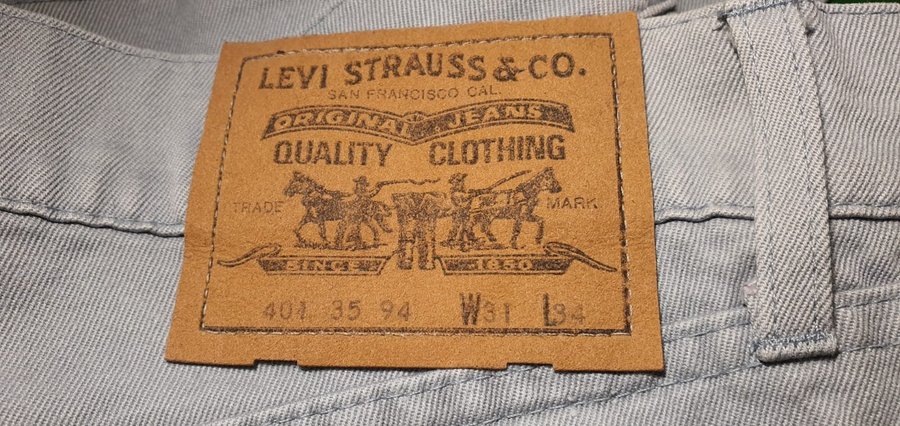 LEVI STRAUSS & CO.
SAN FRANCISCO CAL.
ORIGINAL JEANS
QUALITY CLOTHING
TRADE MARK
SINCE 1850
401 35 94 W31 L34